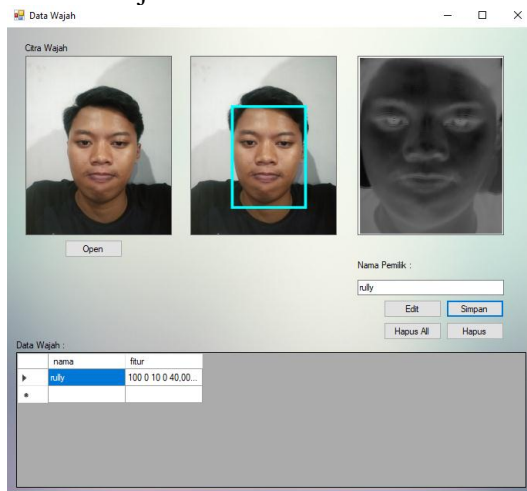 Data Wajah
Citra Wajah
Open
Nama Pemilik :
rully
Edit Simpan
Hapus All Hapus
Data Wajah :
nama fitur
rully 100 0 10 0 40,00...